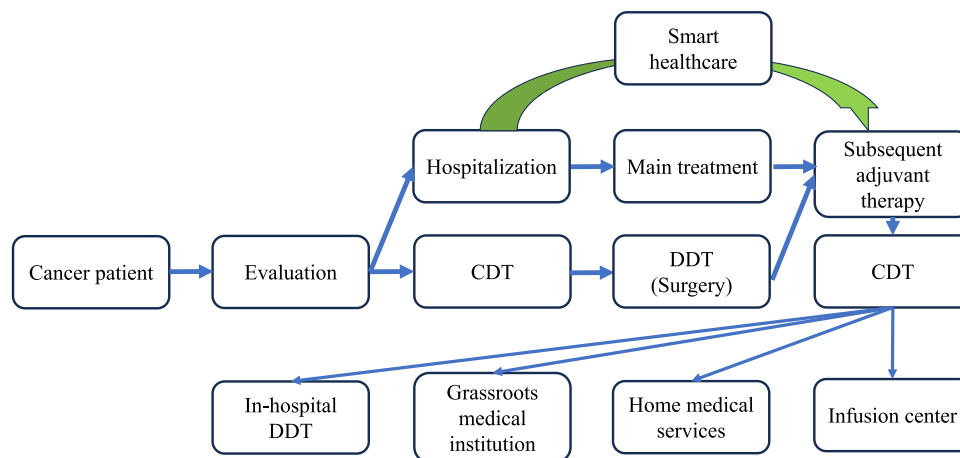 Smart
healthcare
Hospitalization
Main treatment
Subsequent
adjuvant
therapy
Cancer patient
Evaluation
CDT
DDT
(Surgery)
CDT
In-hospital
DDT
Grassroots
medical
institution
Home medical
services
Infusion center